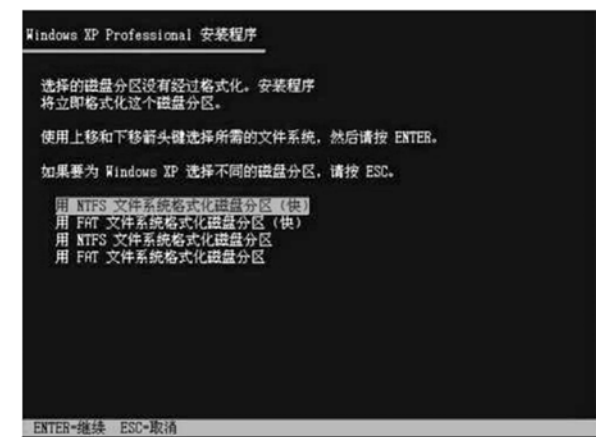 Windows XP Professional 安装程序
选择的磁盘分区没有经过格式化。安装程序
将立即格式化这个磁盘分区。
使用上移和下移箭头键选择所需的文件系统，然后请按 ENTER。
如果要为 Windows XP 选择不同的磁盘分区，请按 ESC。
用 NTFS 文件系统格式化磁盘分区（快）
用 FAT 文件系统格式化磁盘分区（快）
用 NTFS 文件系统格式化磁盘分区
用 FAT 文件系统格式化磁盘分区
ENTER=继续 ESC=取消